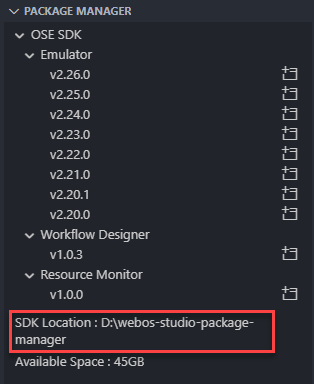 PACKAGE MANAGER
OSE SDK
Emulator
v2.26.0
v2.25.0
v2.24.0
v2.23.0
v2.22.0
v2.21.0
v2.20.1
v2.20.0
Workflow Designer
v1.0.3
Resource Monitor
v1.0.0
SDK Location : D:\webos-studio-package-
manager
Available Space : 45GB